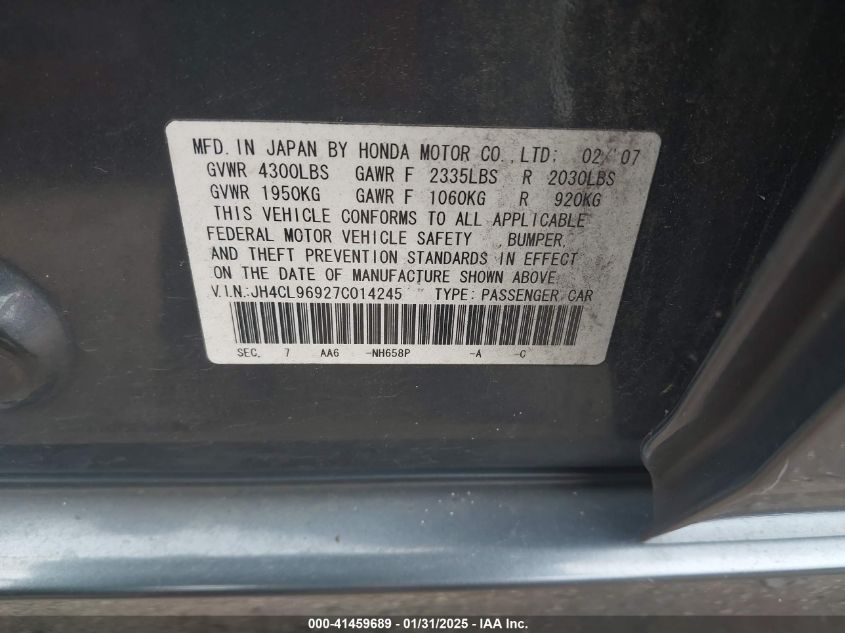 MFD. IN JAPAN BY HONDA MOTOR CO.,LTD: 02/'07
GVWR 4300LBS GAWR F 2335LBS R 2030LBS
GVWR 1950KG GAWR F 1060KG R 920KG
THIS VEHICLE CONFORMS TO ALL APPLICABLE
FEDERAL MOTOR VEHICLE SAFETY ,BUMPER,
AND THEFT PREVENTION STANDARDS IN EFFECT
ON THE DATE OF MANUFACTURE SHOWN ABOVE.
V.I.N.:JH4CL96927C014245 TYPE: PASSENGER CAR
SEC. 7 AA6 -NH658P -A -C
000-41459689 / 01/31/2025 - IAA Inc.